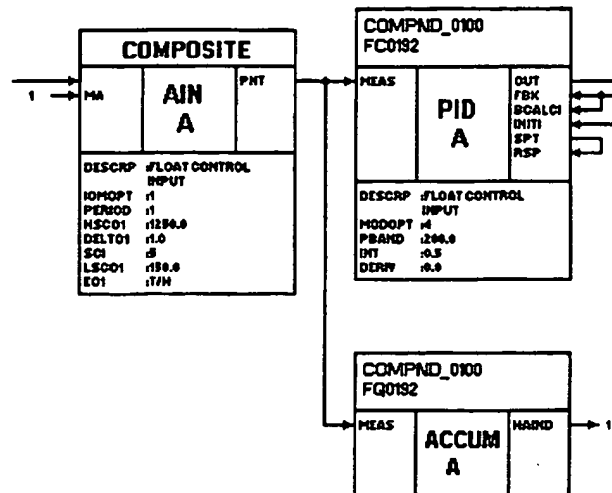 COMPOSITE
1
MA
AIN
A
PNT
DESCRP :FLOAT CONTROL
INPUT
IOMOPT :1
PERIOD :1
HSCO1 :1250.0
DELTO1 :1.0
SCI :5
LSCO1 :150.0
EO1 :T/H
COMPND_0100
FC0192
MEAS
PID
A
OUT
FBK
BCALCI
INITI
SPT
RSP
DESCRP :FLOAT CONTROL
INPUT
MODOPT :4
PBAND :200.0
INT :0.5
DERIV :0.0
COMPND_0100
FQ0192
MEAS
ACCUM
A
1